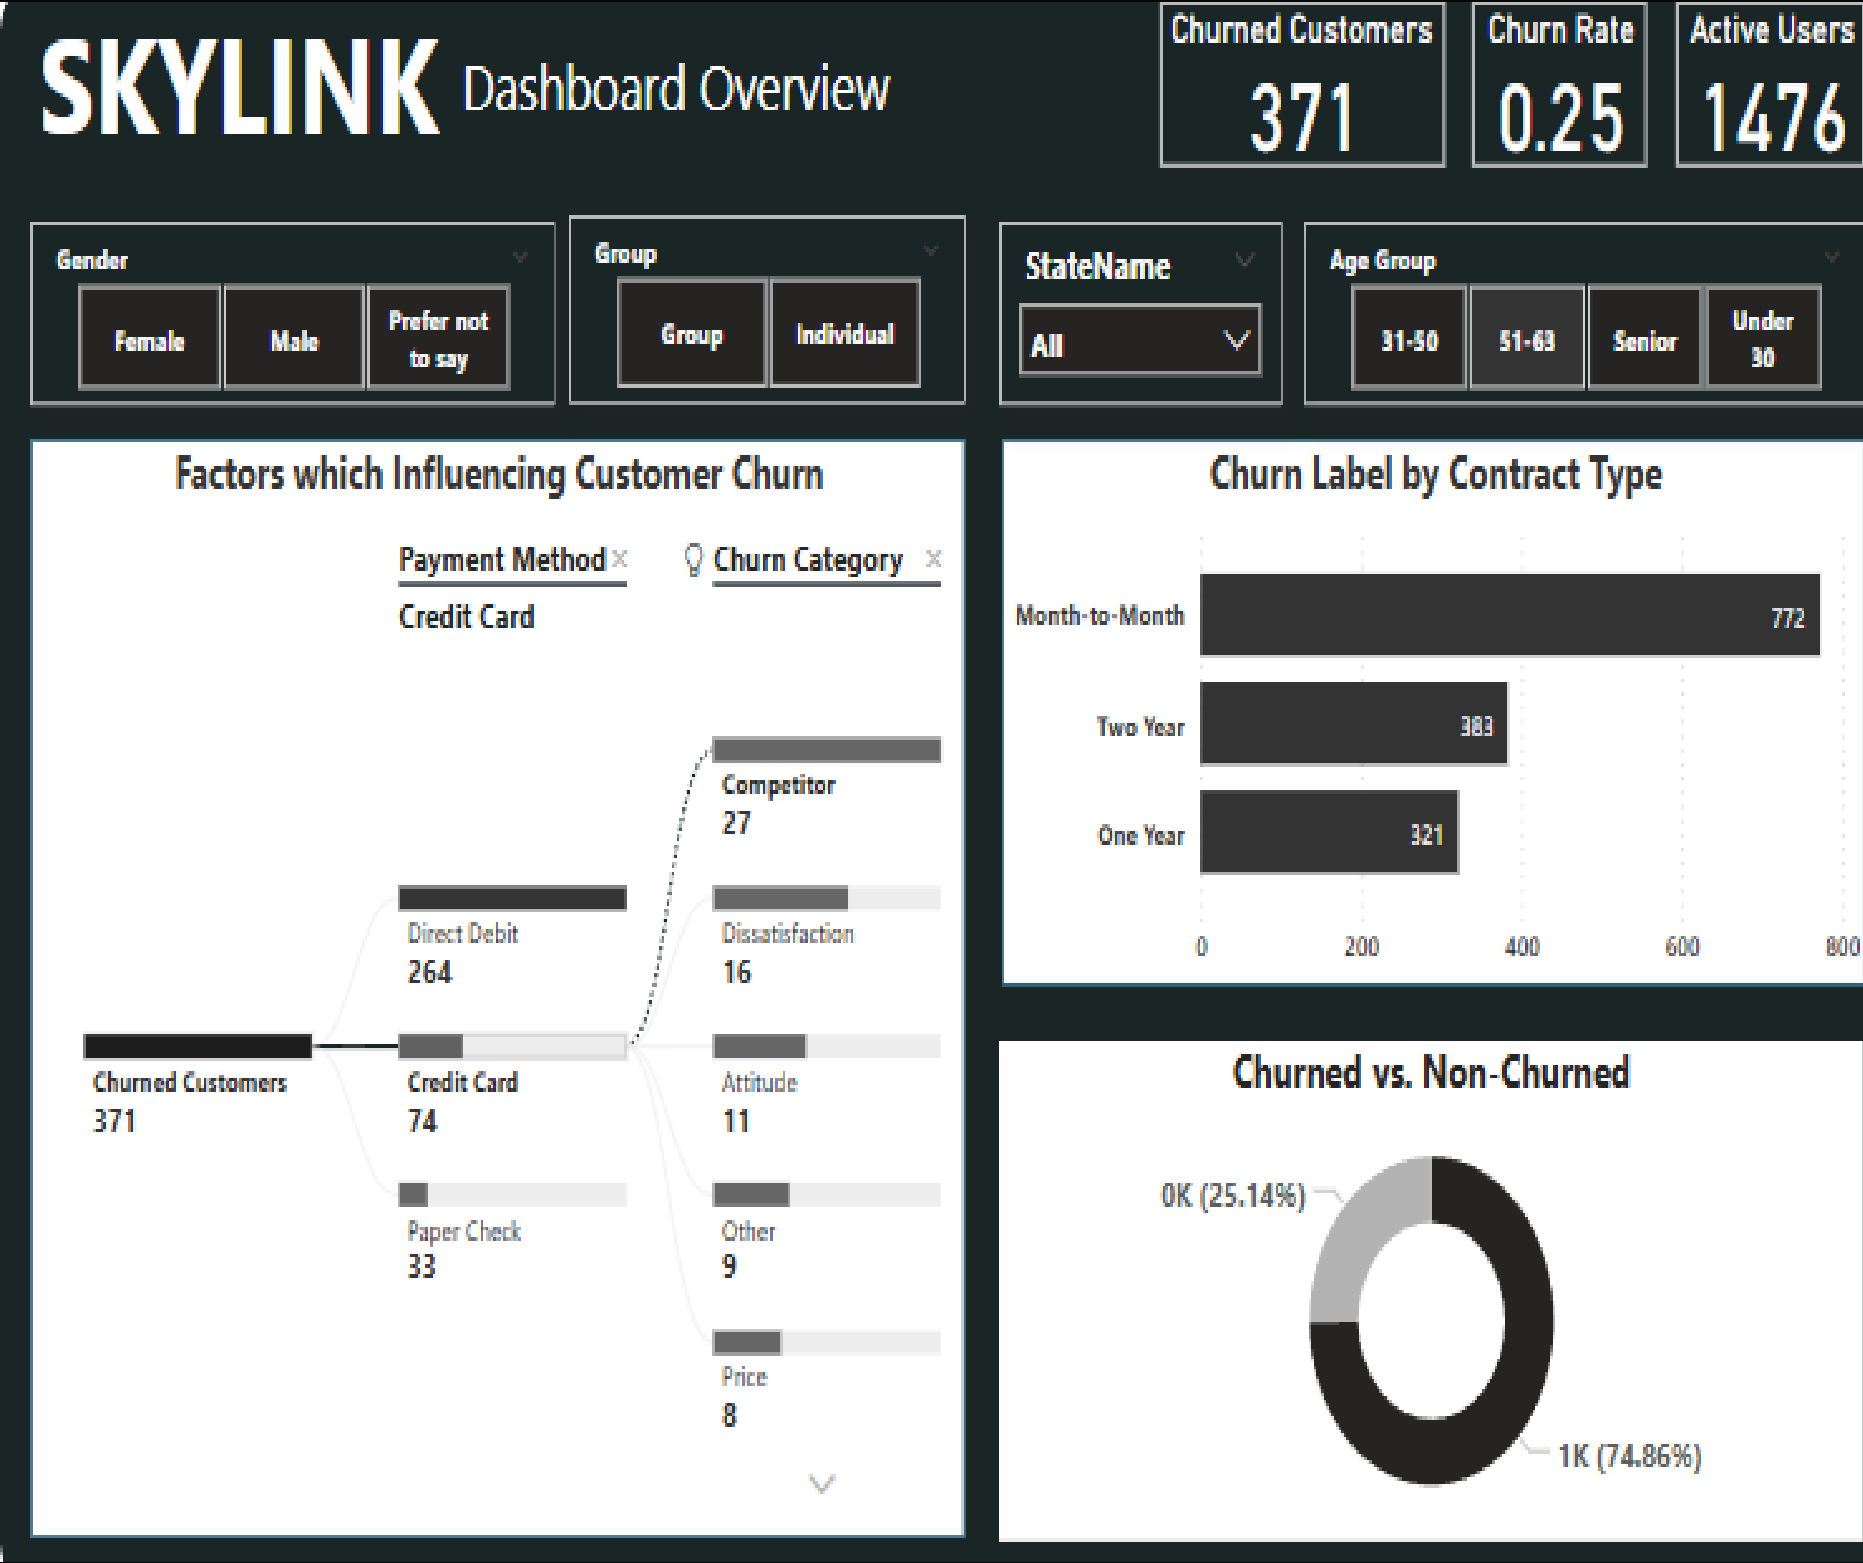 SKYLINK Dashboard Overview
Churned Customers
371
Churn Rate
0.25
Active Users
1476
Gender
Female
Male
Prefer not
to say
Group
Group
Individual
StateName
All
Age Group
31-50
51-63
Senior
Under
30
Factors which Influencing Customer Churn
Payment Method
Churn Category
Credit Card
Churned Customers
371
Direct Debit
264
Credit Card
74
Paper Check
33
Competitor
27
Dissatisfaction
16
Attitude
11
Other
9
Price
8
Churn Label by Contract Type
Month-to-Month
772
Two Year
383
One Year
321
0 200 400 600 800
Churned vs. Non-Churned
0K (25.14%)
1K (74.86%)